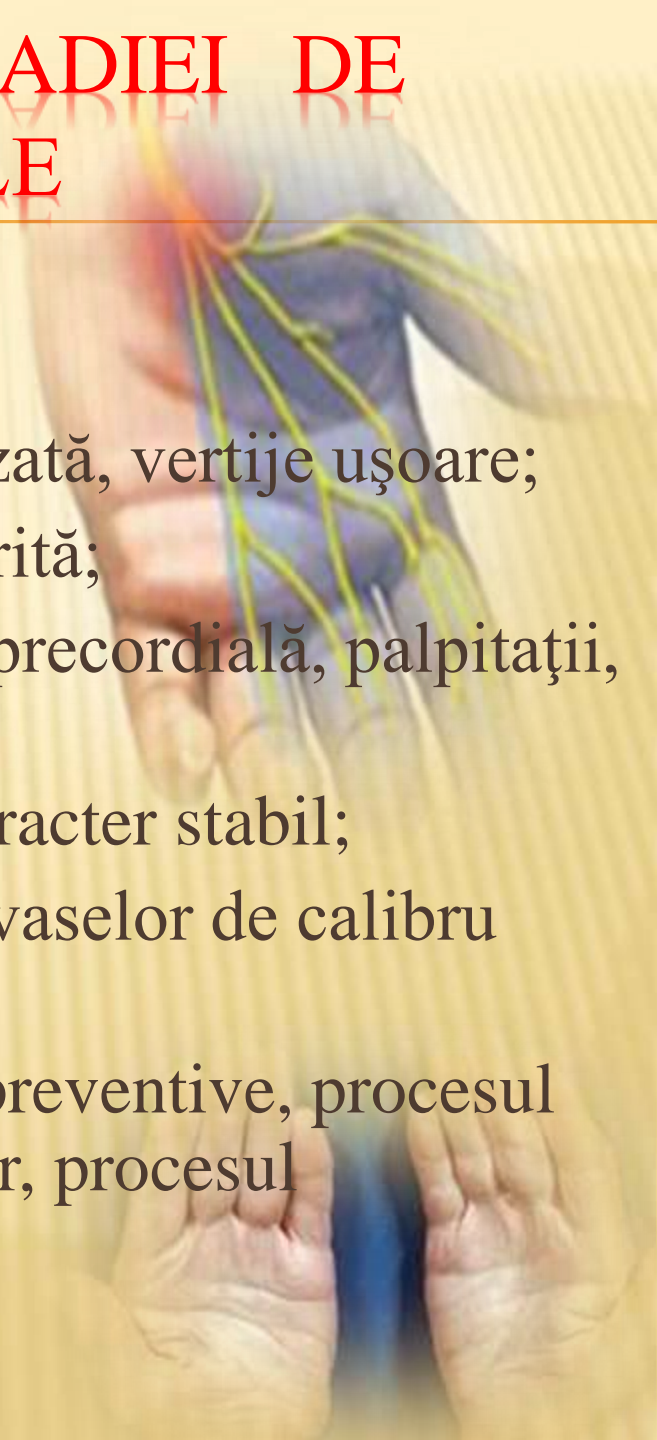 ADIEI DE
LE
zată, vertije uşoare;
rită;
precordială, palpitaţii,
racter stabil;
vaselor de calibru
preventive, procesul
r, procesul